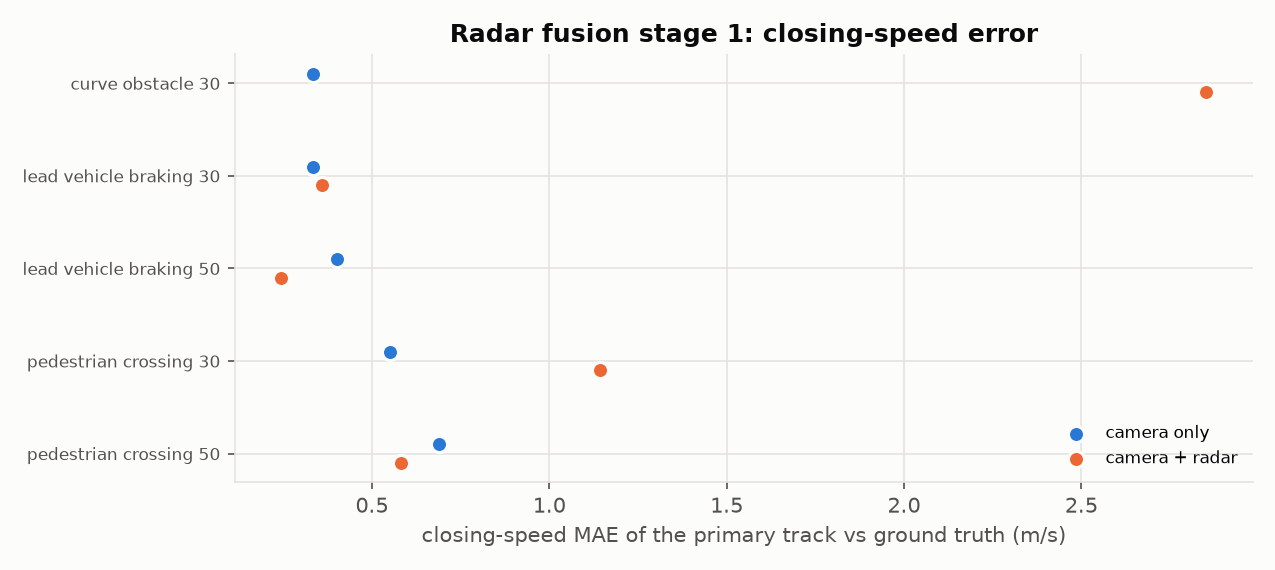 Radar fusion stage 1: closing-speed error
curve obstacle 30
lead vehicle braking 30
lead vehicle braking 50
pedestrian crossing 30
pedestrian crossing 50
camera only
camera + radar
0.5 1.0 1.5 2.0 2.5
closing-speed MAE of the primary track vs ground truth (m/s)